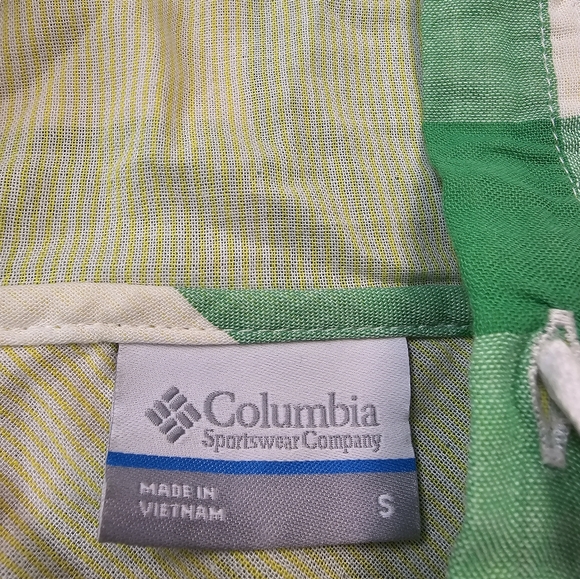 Columbia
Sportswear Company
MADE IN
VIETNAM
S